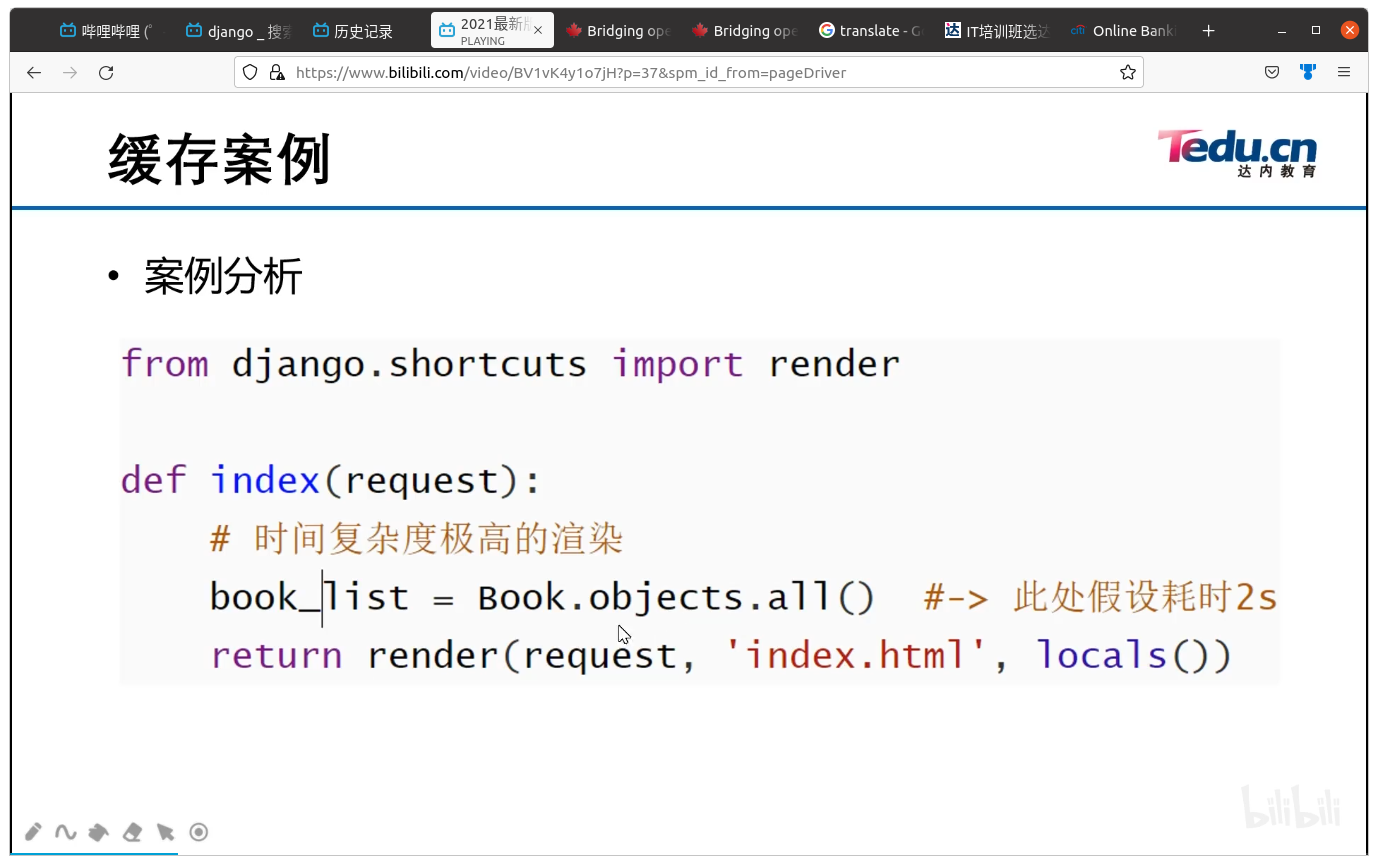 哔哩哔哩 (゜
django _ 搜索
历史记录
2021最新版
PLAYING
Bridging ope
Bridging ope
translate - G
达 IT培训班选达
citi Online Bank
https://www.bilibili.com/video/BV1vK4y1o7jH?p=37&spm_id_from=pageDriver
缓存案例
Tedu.cn
达内教育
• 案例分析
from django.shortcuts import render
def index(request):
# 时间复杂度极高的渲染
book_list = Book.objects.all() #-> 此处假设耗时2s
return render(request, 'index.html', locals())
bilibili